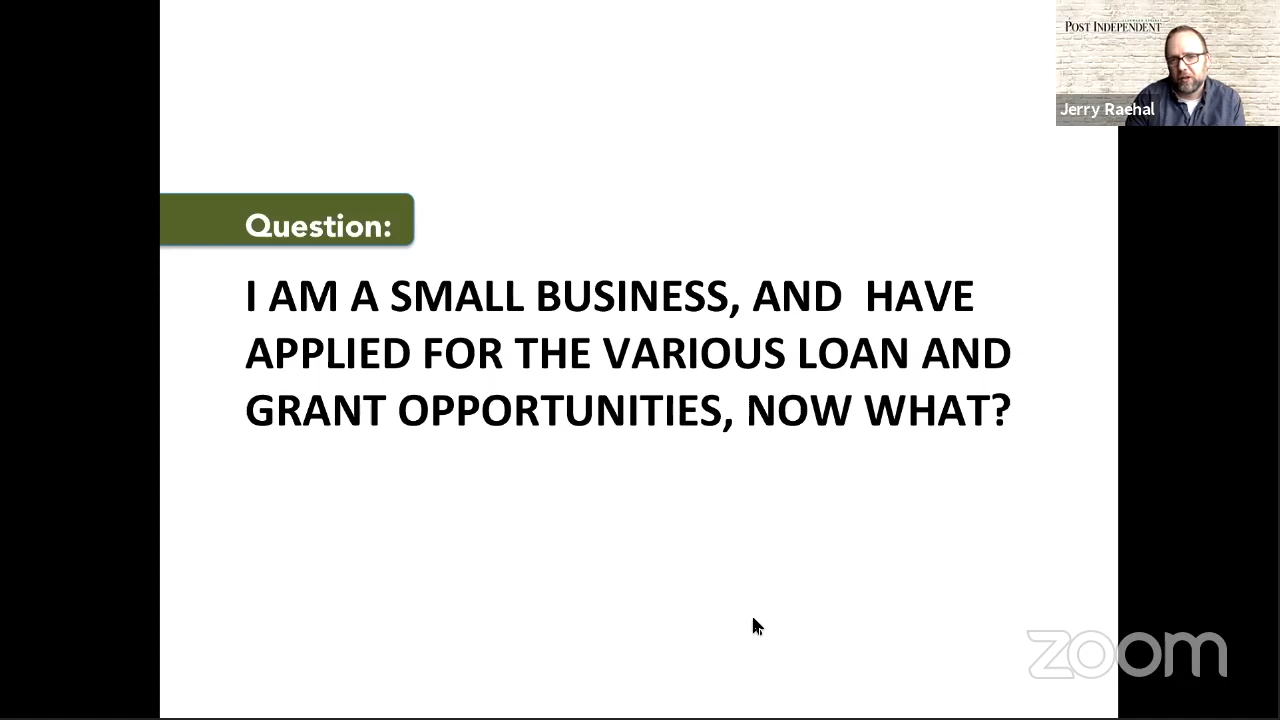 POST INDEPENDENT
Jerry Raehal
Question:
I AM A SMALL BUSINESS, AND  HAVE
APPLIED FOR THE VARIOUS LOAN AND
GRANT OPPORTUNITIES, NOW WHAT?
zoom